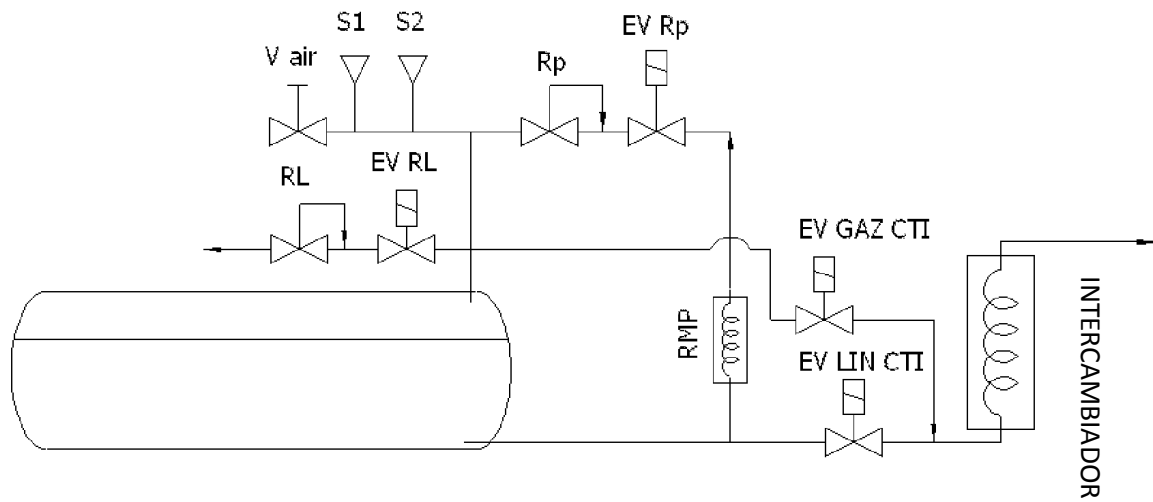 S1
S2
EV Rp
V air
Rp
EV RL
RL
EV GAZ CTI
RMP
EV LIN CTI
INTERCAMBIADOR